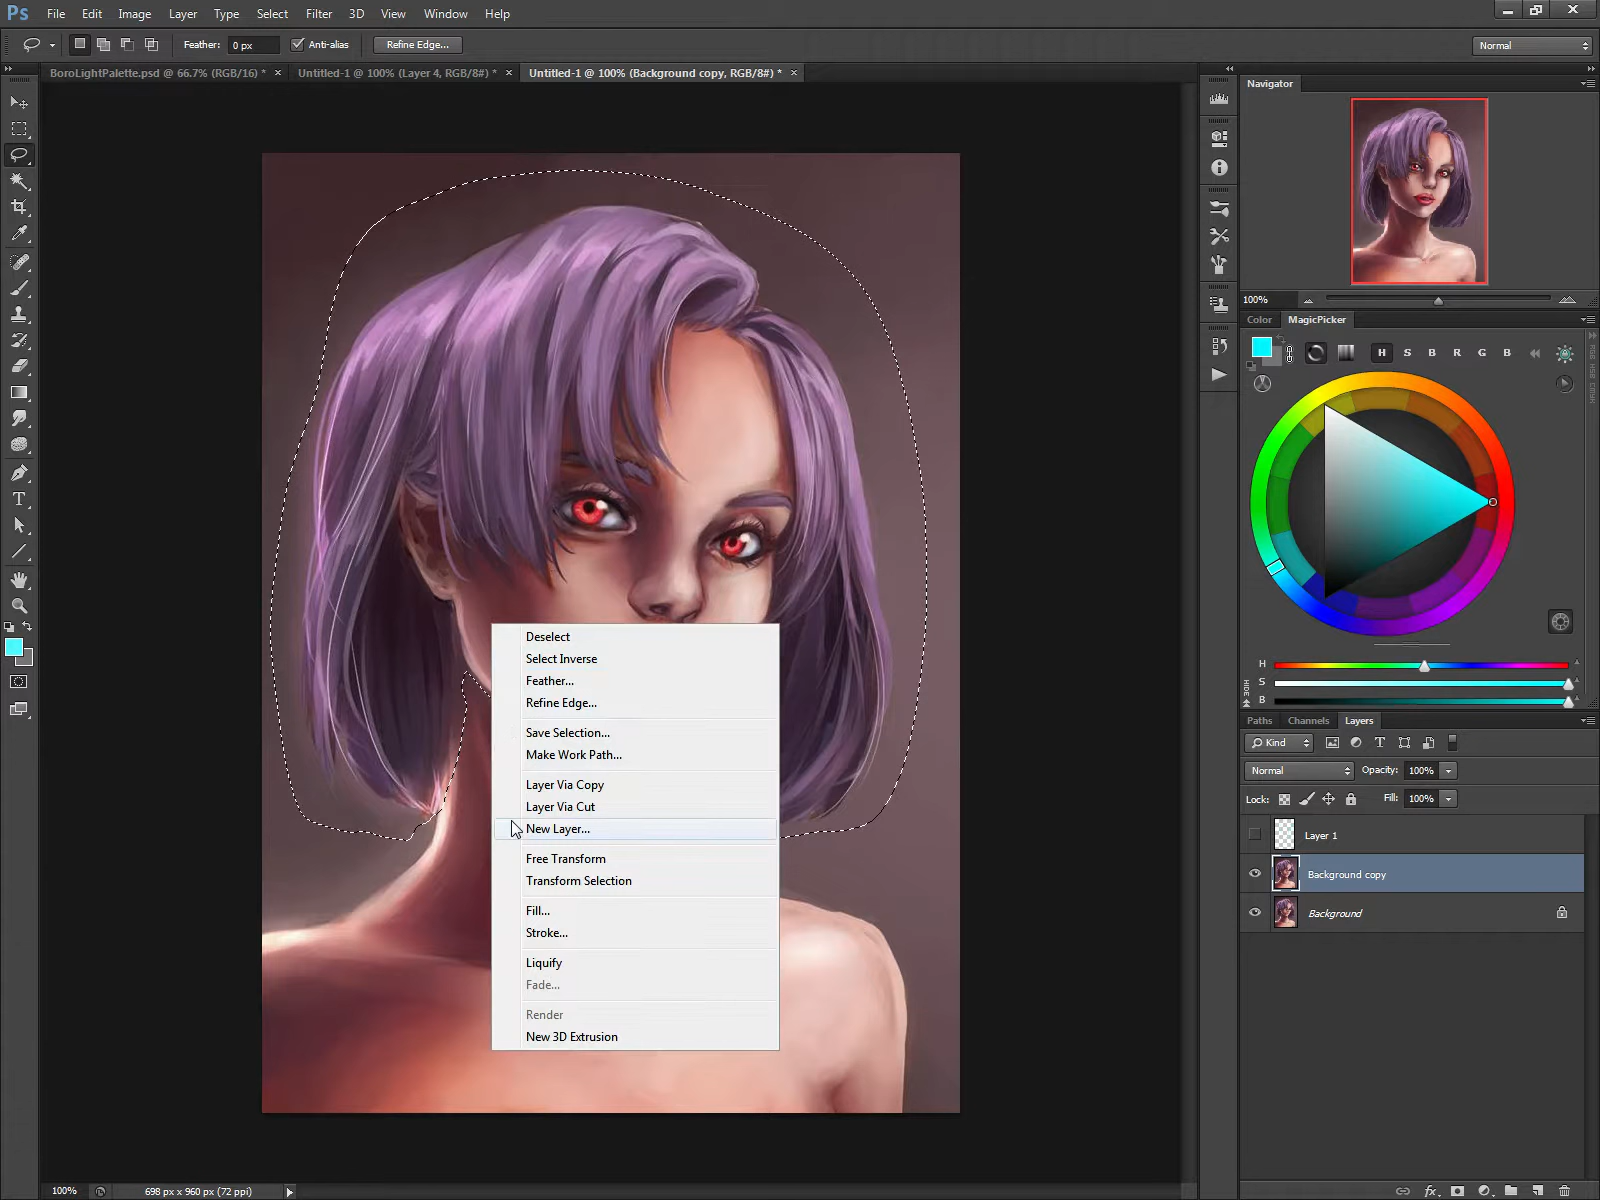 Ps File Edit Image Layer Type Select Filter 3D View Window Help
Feather: 0 px Anti-alias Refine Edge... Normal
BoroLightPalette.psd @ 66.7% (RGB/16) * × Untitled-1 @ 100% (Layer 4, RGB/8#) * × Untitled-1 @ 100% (Background copy, RGB/8#) * ×
Navigator
100%
Color MagicPicker
H S B R G B
H
S
B
HIDE
Paths Channels Layers
Kind
Normal Opacity: 100%
Lock: Fill: 100%
Layer 1
Background copy
Background
fx
Deselect
Select Inverse
Feather...
Refine Edge...
Save Selection...
Make Work Path...
Layer Via Copy
Layer Via Cut
New Layer...
Free Transform
Transform Selection
Fill...
Stroke...
Liquify
Fade...
Render
New 3D Extrusion
100% 698 px x 960 px (72 ppi)